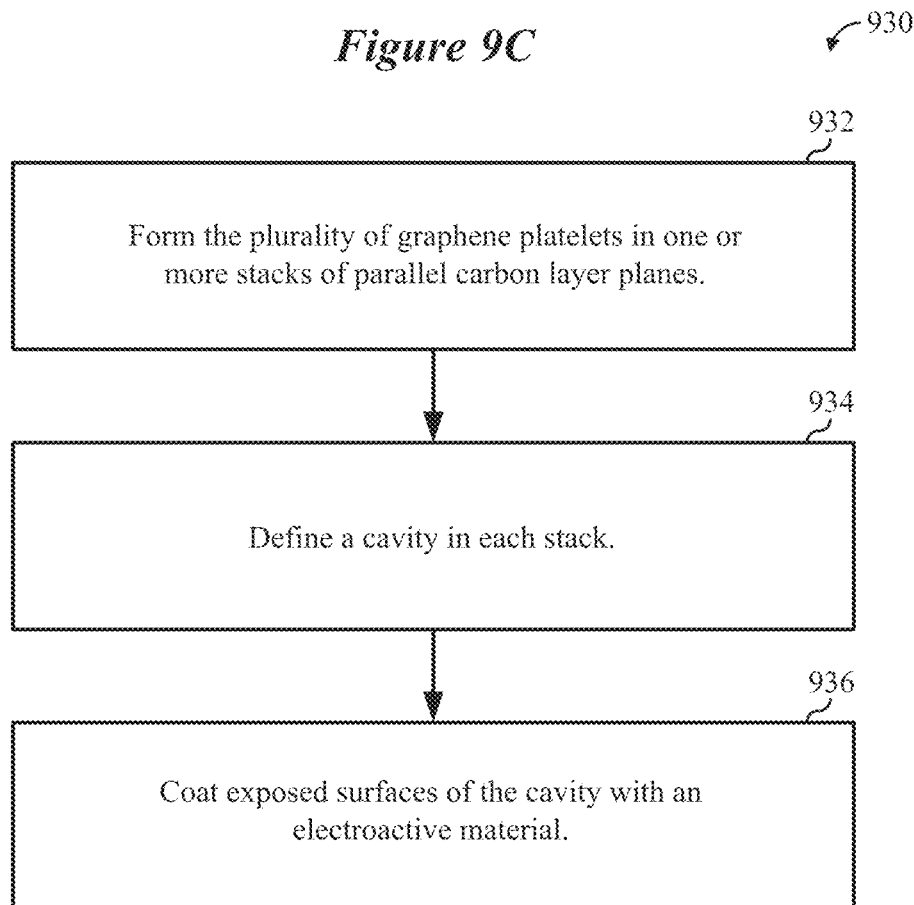 Figure 9C
930
932
Form the plurality of graphene platelets in one or
more stacks of parallel carbon layer planes.
934
Define a cavity in each stack.
936
Coat exposed surfaces of the cavity with an
electroactive material.